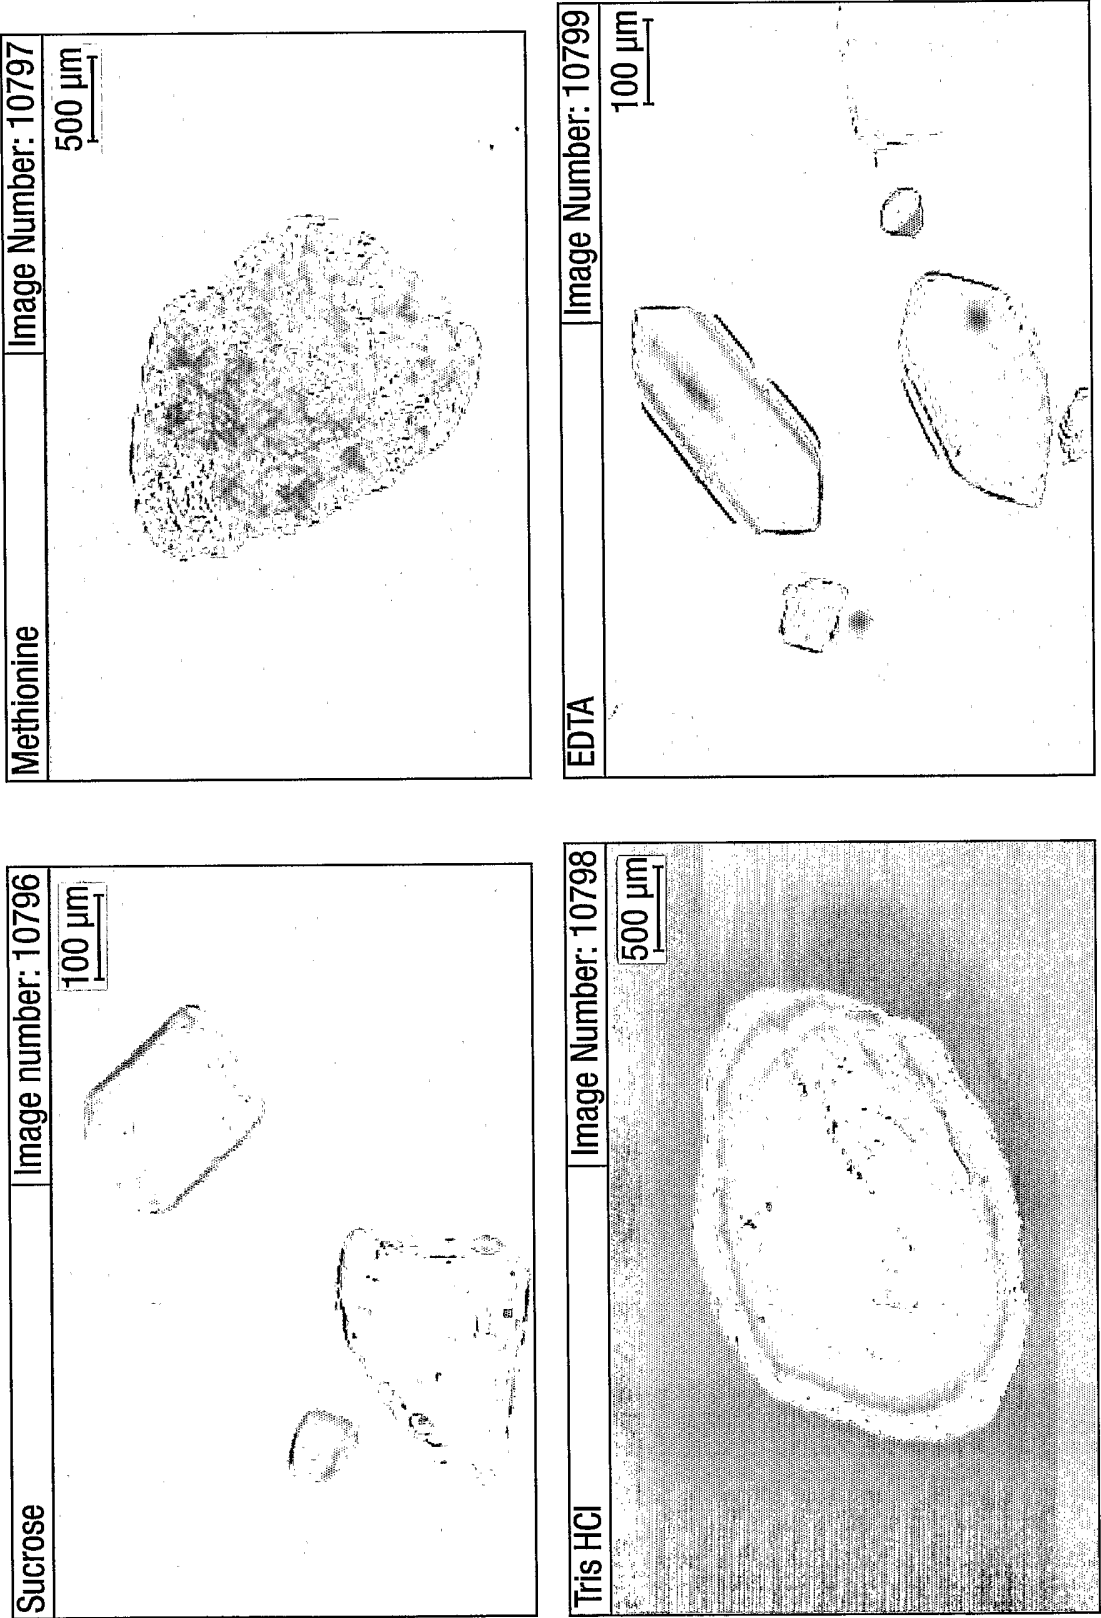 Sucrose Image number: 10796
100 µm
Methionine Image Number: 10797
500 µm
Tris HCl Image Number: 10798
500 µm
EDTA Image Number: 10799
100 µm